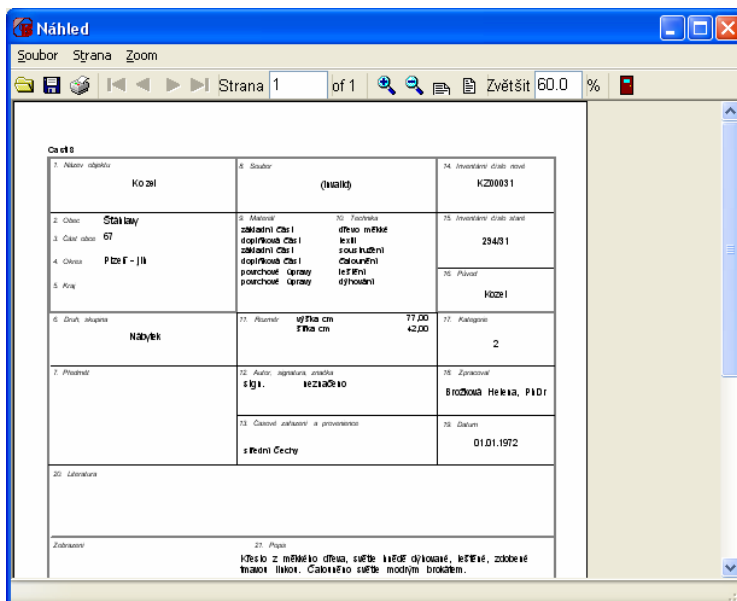 Náhled
Soubor Strana Zoom
Strana 1 of 1 Zvětšit 60.0 %
Castis
1. Název objektu
Kozel
8. Soubor
(Invalid)
14. Inventární číslo nové
KZ00031
2. Obec Šťáhlavy
3. Část obce 67
4. Okres Plzeň - jih
5. Kraj
9. Materiál 10. Technika
základní část dřevo měkké
doplňková část textil
základní část soustružení
doplňková část čalounění
povrchové úpravy leštění
povrchové úpravy dýhování
15. Inventární číslo staré
294/31
16. Původ
Kozel
6. Druh, skupina
Nábytek
11. Rozměr výška cm 77,00
šířka cm 42,00
17. Kategorie
2
7. Předmět
12. Autor, signatura, značka
sign. neznačeno
18. Zpracoval
Brožková Helena, PhDr
13. Časové zařazení a provenience
střední Čechy
19. Datum
01.01.1972
20. Literatura
Zobrazení
21. Popis
Křeslo z měkkého dřeva, světle hnědě dýhované, leštěné, zdobené
tmavou linkou. Čalouněno světle modrým brokátem.